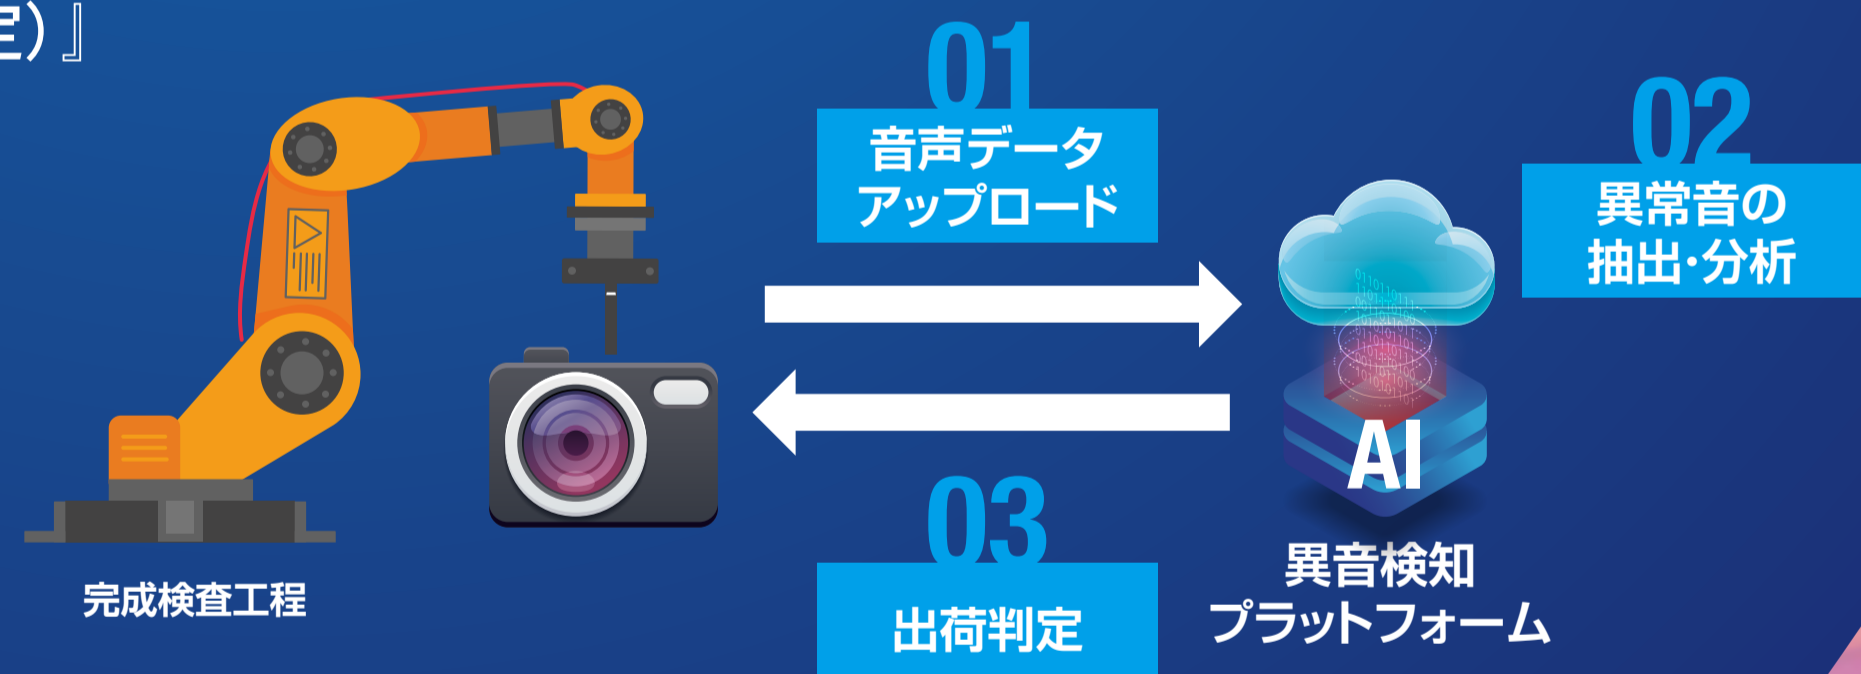 定）』
01
音声データ
アップロード
02
異常音の
抽出・分析
AI
異音検知
プラットフォーム
03
出荷判定
完成検査工程